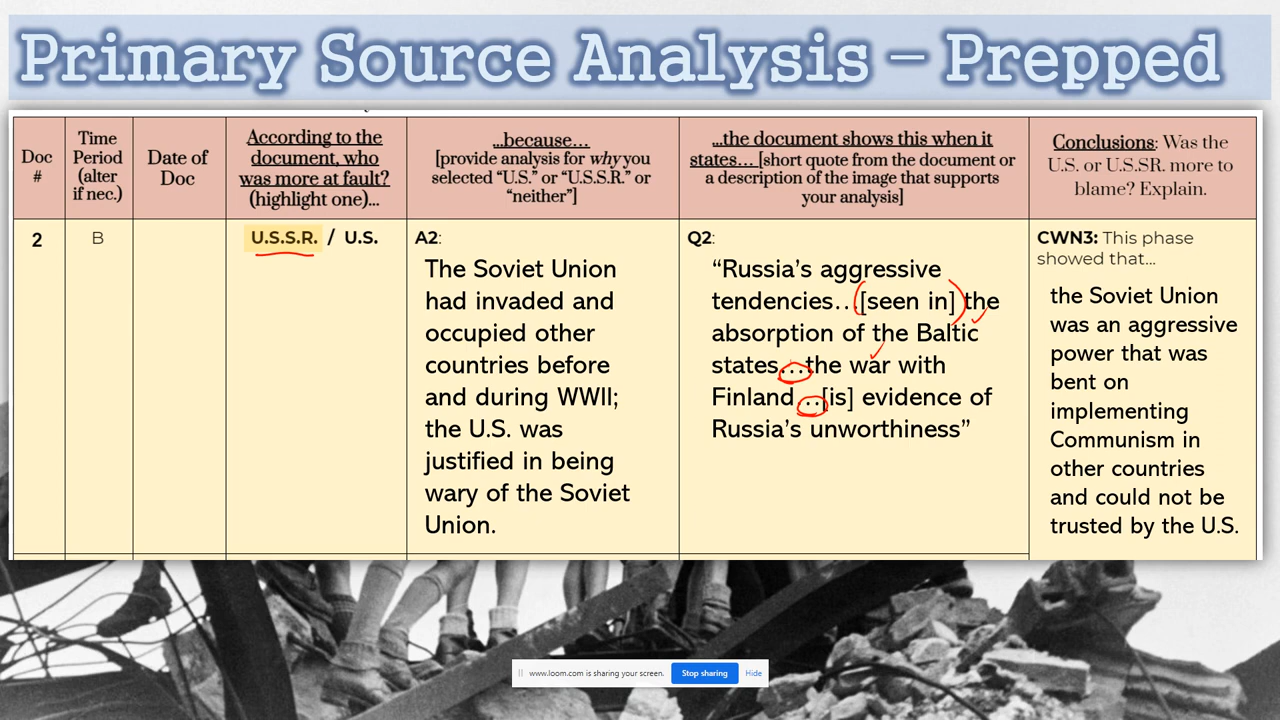 Primary Source Analysis – Prepped
Doc
#
Time
Period
(alter
if nec.)
Date of
Doc
According to the
document, who
was more at fault?
(highlight one)...
...because...
[provide analysis for why you
selected “U.S.” or “U.S.S.R.” or
“neither”]
...the document shows this when it
states... [short quote from the document or
a description of the image that supports
your analysis]
Conclusions: Was the
U.S. or U.S.SR. more to
blame? Explain.
2
B
U.S.S.R. / U.S.
A2:
The Soviet Union
had invaded and
occupied other
countries before
and during WWII;
the U.S. was
justified in being
wary of the Soviet
Union.
Q2:
“Russia’s aggressive
tendencies...[seen in] the
absorption of the Baltic
states...the war with
Finland...[is] evidence of
Russia’s unworthiness”
CWN3: This phase
showed that...
the Soviet Union
was an aggressive
power that was
bent on
implementing
Communism in
other countries
and could not be
trusted by the U.S.
www.loom.com is sharing your screen. Stop sharing Hide